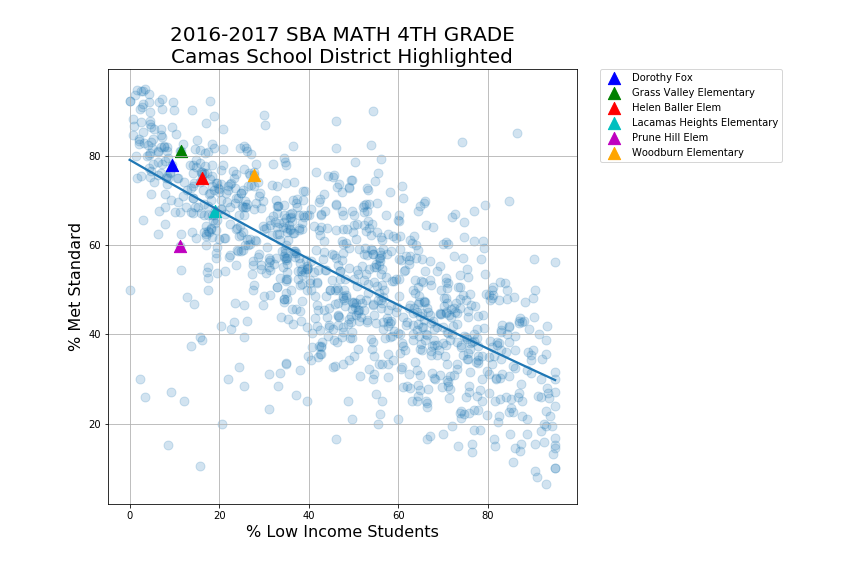 2016-2017 SBA MATH 4TH GRADE
Camas School District Highlighted
Dorothy Fox
Grass Valley Elementary
Helen Baller Elem
Lacamas Heights Elementary
Prune Hill Elem
Woodburn Elementary
% Met Standard
80
60
40
20
0
20
40
60
80
% Low Income Students